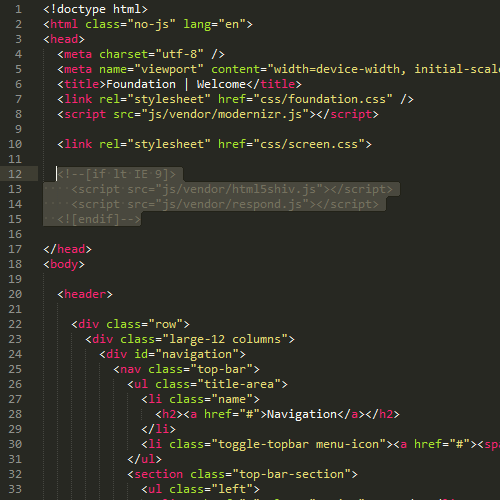 1 <!doctype html>
2 <html class="no-js" lang="en">
3 <head>
4 <meta charset="utf-8" />
5 <meta name="viewport" content="width=device-width, initial-scale
6 <title>Foundation | Welcome</title>
7 <link rel="stylesheet" href="css/foundation.css" />
8 <script src="js/vendor/modernizr.js"></script>
9
10 <link rel="stylesheet" href="css/screen.css">
11
12 <!--[if lt IE 9]>
13 <script src="js/vendor/html5shiv.js"></script>
14 <script src="js/vendor/respond.js"></script>
15 <![endif]-->
16
17 </head>
18 <body>
19
20 <header>
21
22 <div class="row">
23 <div class="large-12 columns">
24 <div id="navigation">
25 <nav class="top-bar">
26 <ul class="title-area">
27 <li class="name">
28 <h2><a href="#">Navigation</a></h2>
29 </li>
30 <li class="toggle-topbar menu-icon"><a href="#"><spa
31 </ul>
32 <section class="top-bar-section">
33 <ul class="left">